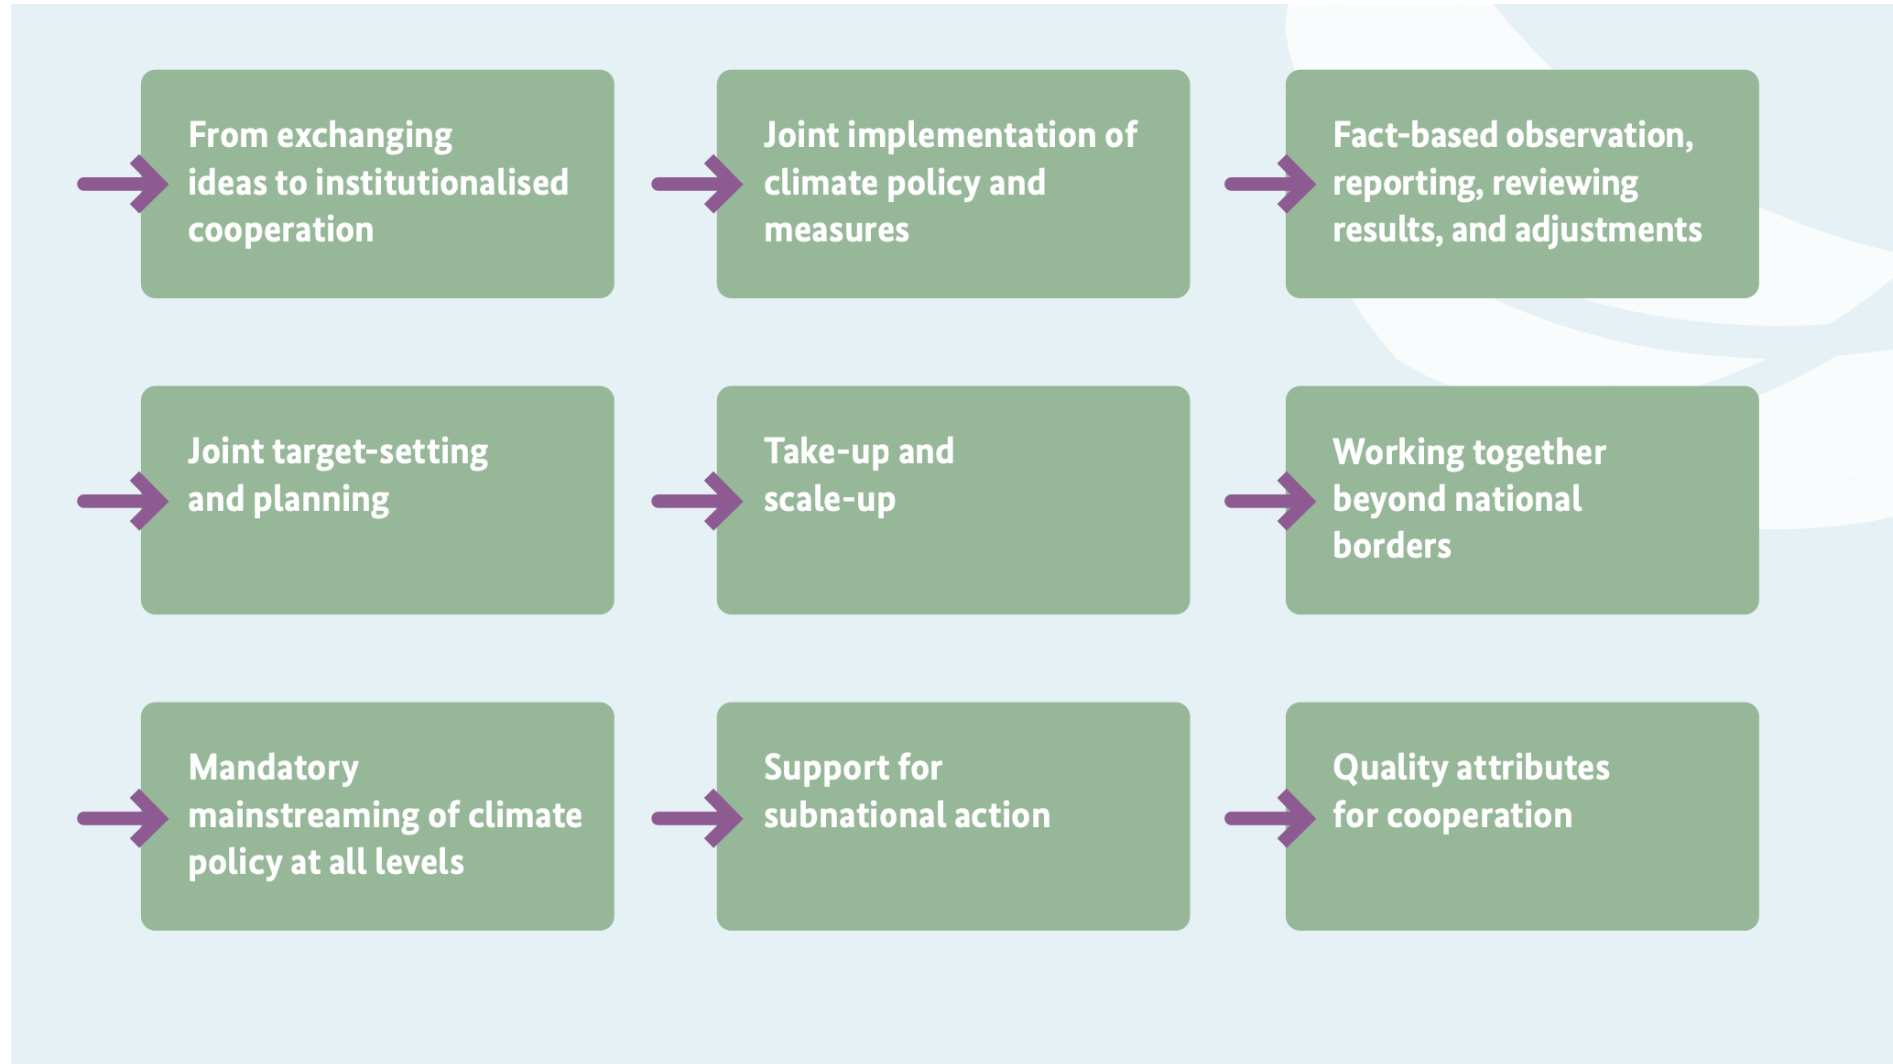 From exchanging
ideas to institutionalised
cooperation
Joint implementation of
climate policy and
measures
Fact-based observation,
reporting, reviewing
results, and adjustments
Joint target-setting
and planning
Take-up and
scale-up
Working together
beyond national
borders
Mandatory
mainstreaming of climate
policy at all levels
Support for
subnational action
Quality attributes
for cooperation